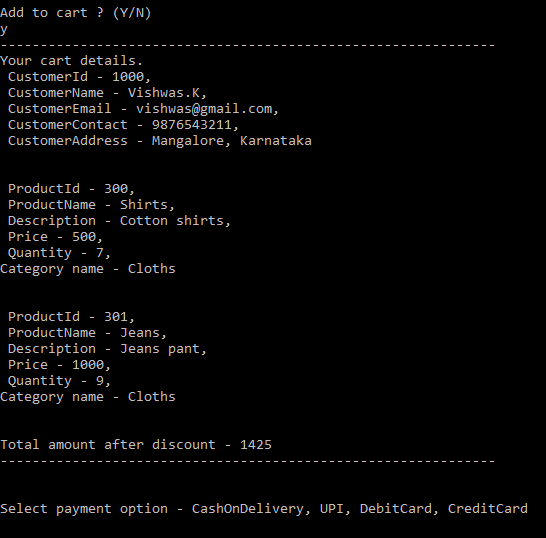 Add to cart ? (Y/N)
y
--------------------------------------------------------------
Your cart details.
CustomerId - 1000,
CustomerName - Vishwas.K,
CustomerEmail - vishwas@gmail.com,
CustomerContact - 9876543211,
CustomerAddress - Mangalore, Karnataka
ProductId - 300,
ProductName - Shirts,
Description - Cotton shirts,
Price - 500,
Quantity - 7,
Category name - Cloths
ProductId - 301,
ProductName - Jeans,
Description - Jeans pant,
Price - 1000,
Quantity - 9,
Category name - Cloths
Total amount after discount - 1425
--------------------------------------------------------------
Select payment option - CashOnDelivery, UPI, DebitCard, CreditCard